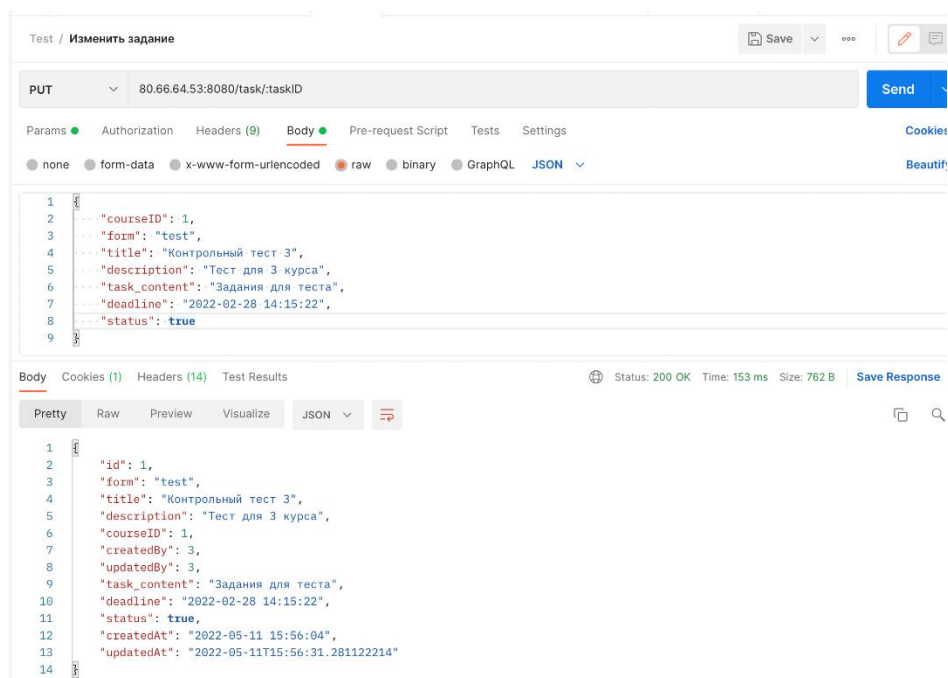 Test / Изменить задание
Save
PUT 80.66.64.53:8080/task/:taskID Send
Params Authorization Headers (9) Body Pre-request Script Tests Settings Cookies
none form-data x-www-form-urlencoded raw binary GraphQL JSON Beautify
1 {
2 "courseID": 1,
3 "form": "test",
4 "title": "Контрольный тест 3",
5 "description": "Тест для 3 курса",
6 "task_content": "Задания для теста",
7 "deadline": "2022-02-28 14:15:22",
8 "status": true
9 }
Body Cookies (1) Headers (14) Test Results Status: 200 OK Time: 153 ms Size: 762 B Save Response
Pretty Raw Preview Visualize JSON
1 {
2 "id": 1,
3 "form": "test",
4 "title": "Контрольный тест 3",
5 "description": "Тест для 3 курса",
6 "courseID": 1,
7 "createdBy": 3,
8 "updatedBy": 3,
9 "task_content": "Задания для теста",
10 "deadline": "2022-02-28 14:15:22",
11 "status": true,
12 "createdAt": "2022-05-11 15:56:04",
13 "updatedAt": "2022-05-11T15:56:31.281122214"
14 }